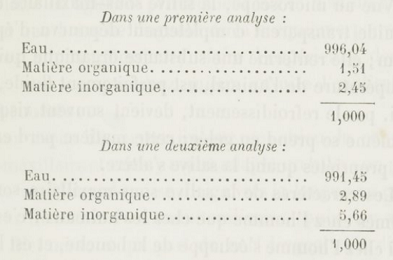 Dans une première analyse :
Eau. . . . . . . . . . . . . . . . . . . . . . . . . . . . . . . . 996,04
Matière organique. . . . . . . . . . . . . . . . . . . . 1,51
Matière inorganique. . . . . . . . . . . . . . . . . . 2,45
1,000
Dans une deuxième analyse :
Eau. . . . . . . . . . . . . . . . . . . . . . . . . . . . . . . . 991,45
Matière organique. . . . . . . . . . . . . . . . . . . . 2,89
Matière inorganique. . . . . . . . . . . . . . . . . . 5,66
1,000